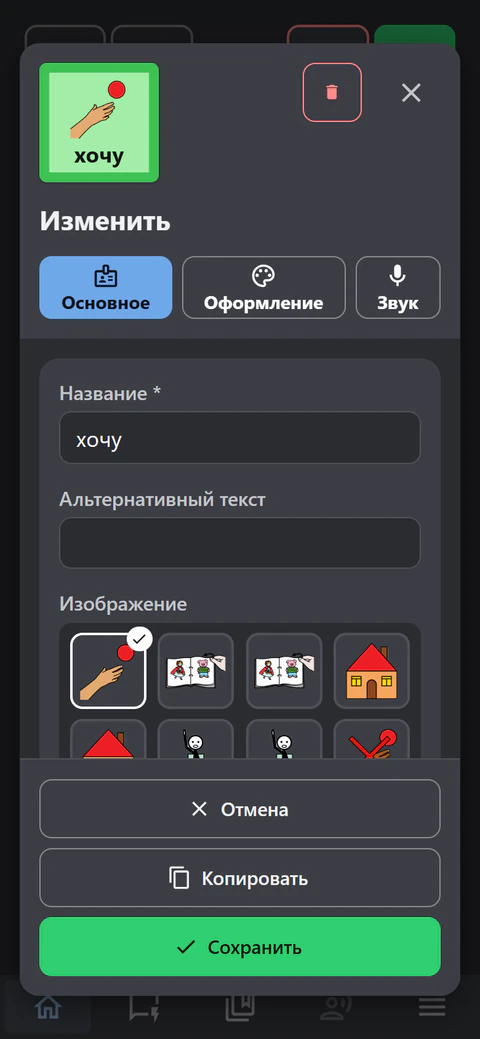 хочу
Изменить
Основное
Оформление
Звук
Название *
хочу
Альтернативный текст
Изображение
Отмена
Копировать
Сохранить